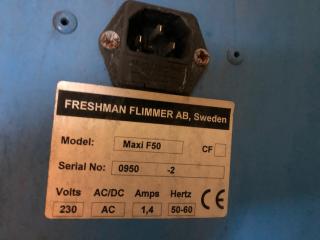 FRESHMAN FLIMMER AB, Sweden
Model: Maxi F50 CF
Serial No: 0950 -2
Volts AC/DC Amps Hertz
230 AC 1,4 50-60 CE